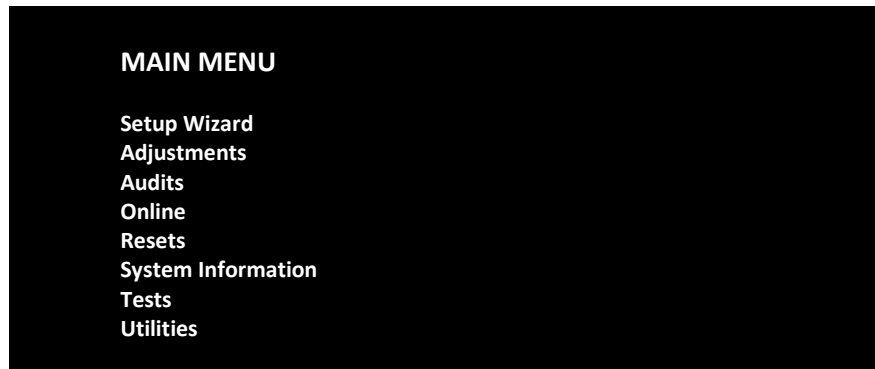 MAIN MENU
Setup Wizard
Adjustments
Audits
Online
Resets
System Information
Tests
Utilities